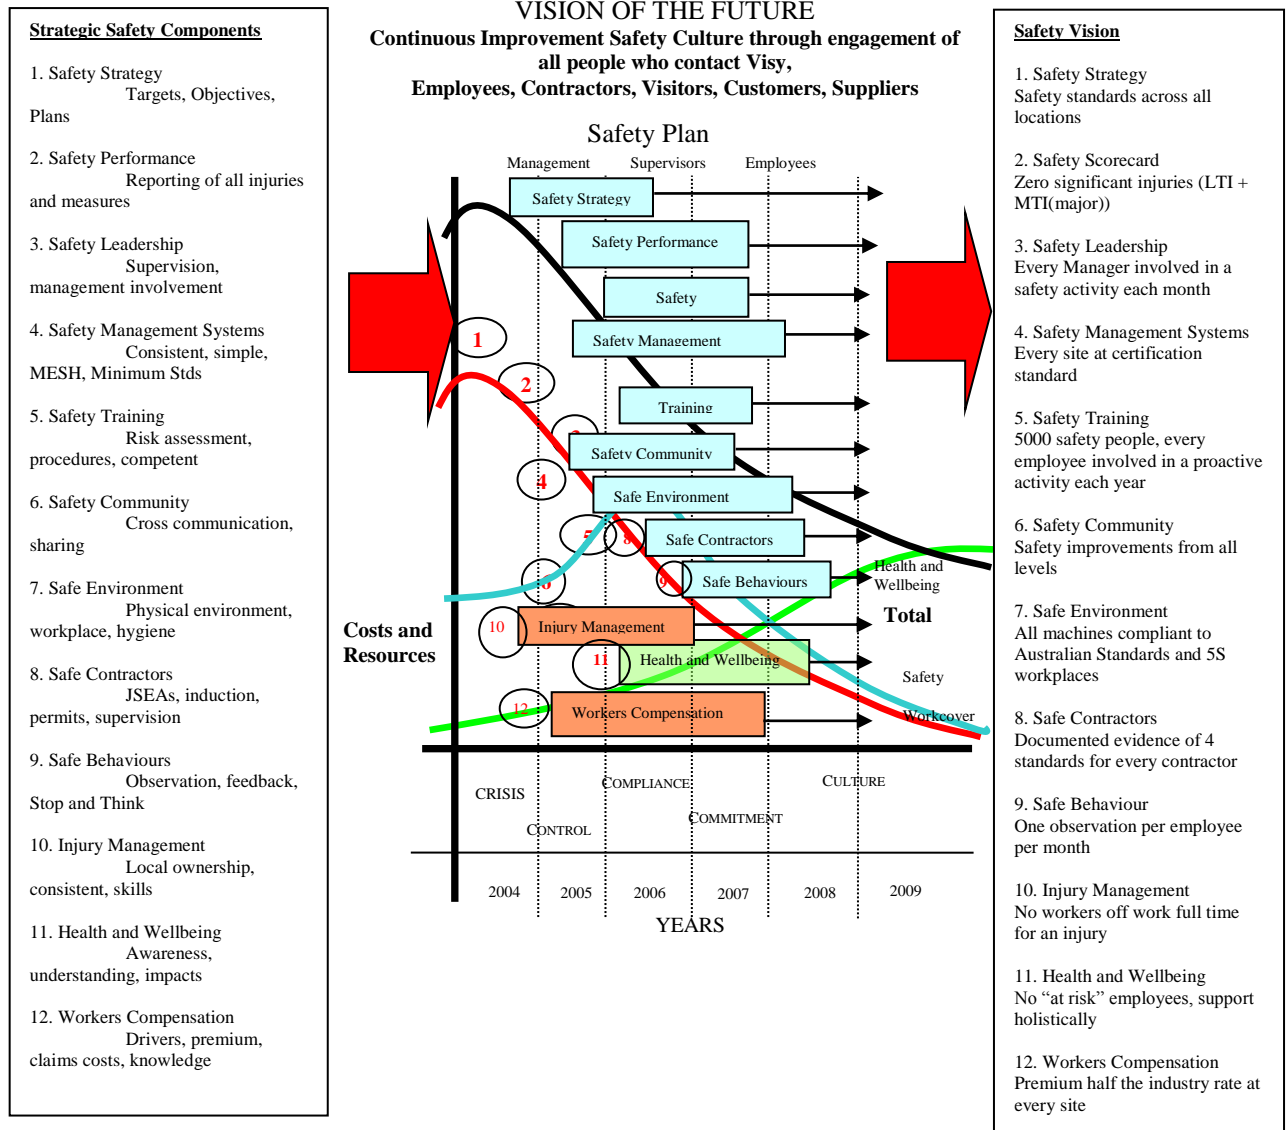 VISION OF THE FUTURE
Continuous Improvement Safety Culture through engagement of
all people who contact Visy,
Employees, Contractors, Visitors, Customers, Suppliers
Strategic Safety Components
1. Safety Strategy
Targets, Objectives,
Plans
2. Safety Performance
Reporting of all injuries
and measures
3. Safety Leadership
Supervision,
management involvement
4. Safety Management Systems
Consistent, simple,
MESH, Minimum Stds
5. Safety Training
Risk assessment,
procedures, competent
6. Safety Community
Cross communication,
sharing
7. Safe Environment
Physical environment,
workplace, hygiene
8. Safe Contractors
JSEAs, induction,
permits, supervision
9. Safe Behaviours
Observation, feedback,
Stop and Think
10. Injury Management
Local ownership,
consistent, skills
11. Health and Wellbeing
Awareness,
understanding, impacts
12. Workers Compensation
Drivers, premium,
claims costs, knowledge
Safety Plan
Management Supervisors Employees
Safety Strategy
Safety Performance
Safety
1
Safety Management
2
Training
3
Safety Community
4
Safe Environment
5
8
Safe Contractors
6
9
Safe Behaviours
Health and
Wellbeing
10
Injury Management
Total
Costs and
Resources
11
Health and Wellbeing
Safety
12
Workers Compensation
Workcover
CRISIS
CONTROL
COMPLIANCE
COMMITMENT
CULTURE
2004 2005 2006 2007 2008 2009
YEARS
Safety Vision
1. Safety Strategy
Safety standards across all
locations
2. Safety Scorecard
Zero significant injuries (LTI +
MTI(major))
3. Safety Leadership
Every Manager involved in a
safety activity each month
4. Safety Management Systems
Every site at certification
standard
5. Safety Training
5000 safety people, every
employee involved in a proactive
activity each year
6. Safety Community
Safety improvements from all
levels
7. Safe Environment
All machines compliant to
Australian Standards and 5S
workplaces
8. Safe Contractors
Documented evidence of 4
standards for every contractor
9. Safe Behaviour
One observation per employee
per month
10. Injury Management
No workers off work full time
for an injury
11. Health and Wellbeing
No “at risk” employees, support
holistically
12. Workers Compensation
Premium half the industry rate at
every site